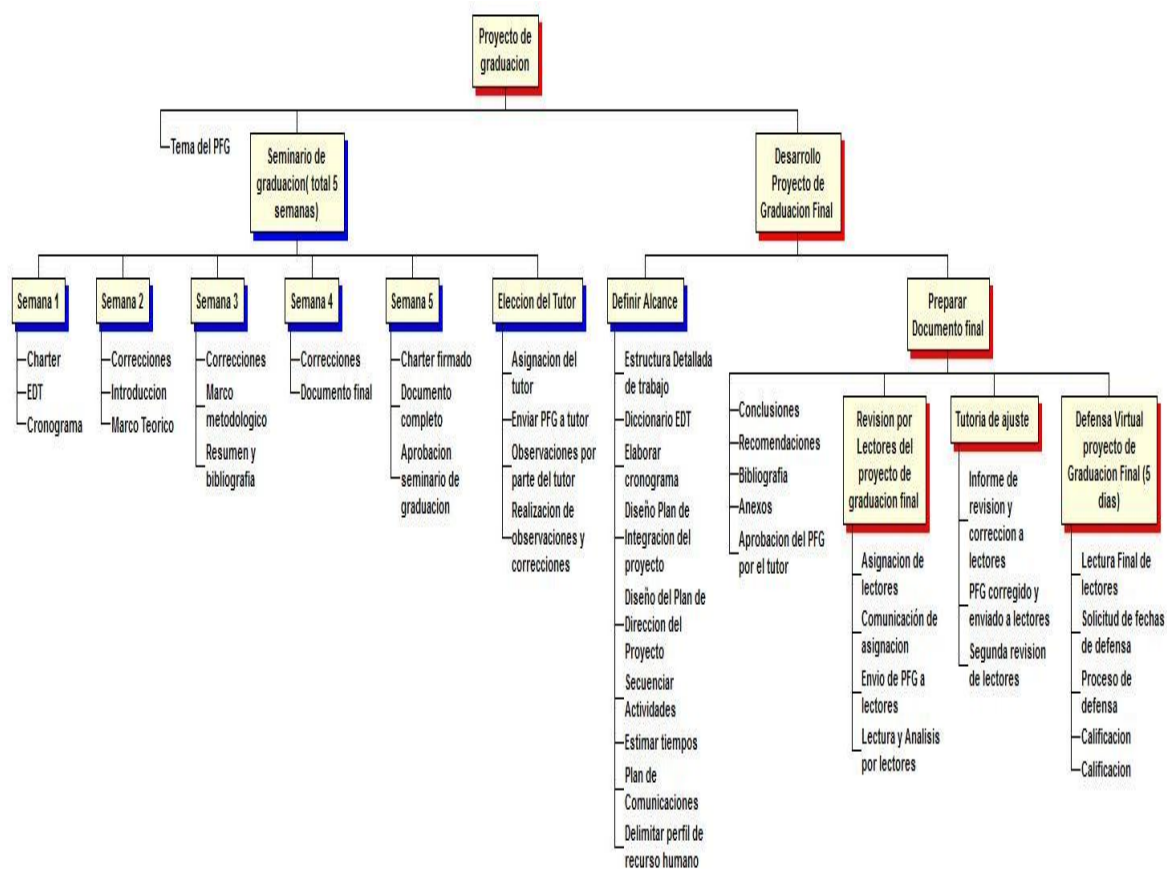 Proyecto de
graduacion
Tema del PFG
Seminario de
graduacion( total 5
semanas)
Desarrollo
Proyecto de
Graduacion Final
Semana 1
Charter
EDT
Cronograma
Semana 2
Correcciones
Introduccion
Marco Teorico
Semana 3
Correcciones
Marco
metodologico
Resumen y
bibliografia
Semana 4
Correcciones
Documento final
Semana 5
Charter firmado
Documento
completo
Aprobacion
seminario de
graduacion
Eleccion del Tutor
Asignacion del
tutor
Enviar PFG a tutor
Observaciones por
parte del tutor
Realizacion de
observaciones y
correcciones
Definir Alcance
Estructura Detallada
de trabajo
Diccionario EDT
Elaborar
cronograma
Diseño Plan de
Integracion del
proyecto
Diseño del Plan de
Direccion del
Proyecto
Secuenciar
Actividades
Estimar tiempos
Plan de
Comunicaciones
Delimitar perfil de
recurso humano
Preparar
Documento final
Conclusiones
Recomendaciones
Bibliografia
Anexos
Aprobacion del PFG
por el tutor
Revision por
Lectores del
proyecto de
graduacion final
Asignacion de
lectores
Comunicación de
asignacion
Envio de PFG a
lectores
Lectura y Analisis
por lectores
Tutoria de ajuste
Informe de
revision y
correccion a
lectores
PFG corregido y
enviado a lectores
Segunda revision
de lectores
Defensa Virtual
proyecto de
Graduacion Final (5
dias)
Lectura Final de
lectores
Solicitud de fechas
de defensa
Proceso de
defensa
Calificacion
Calificacion